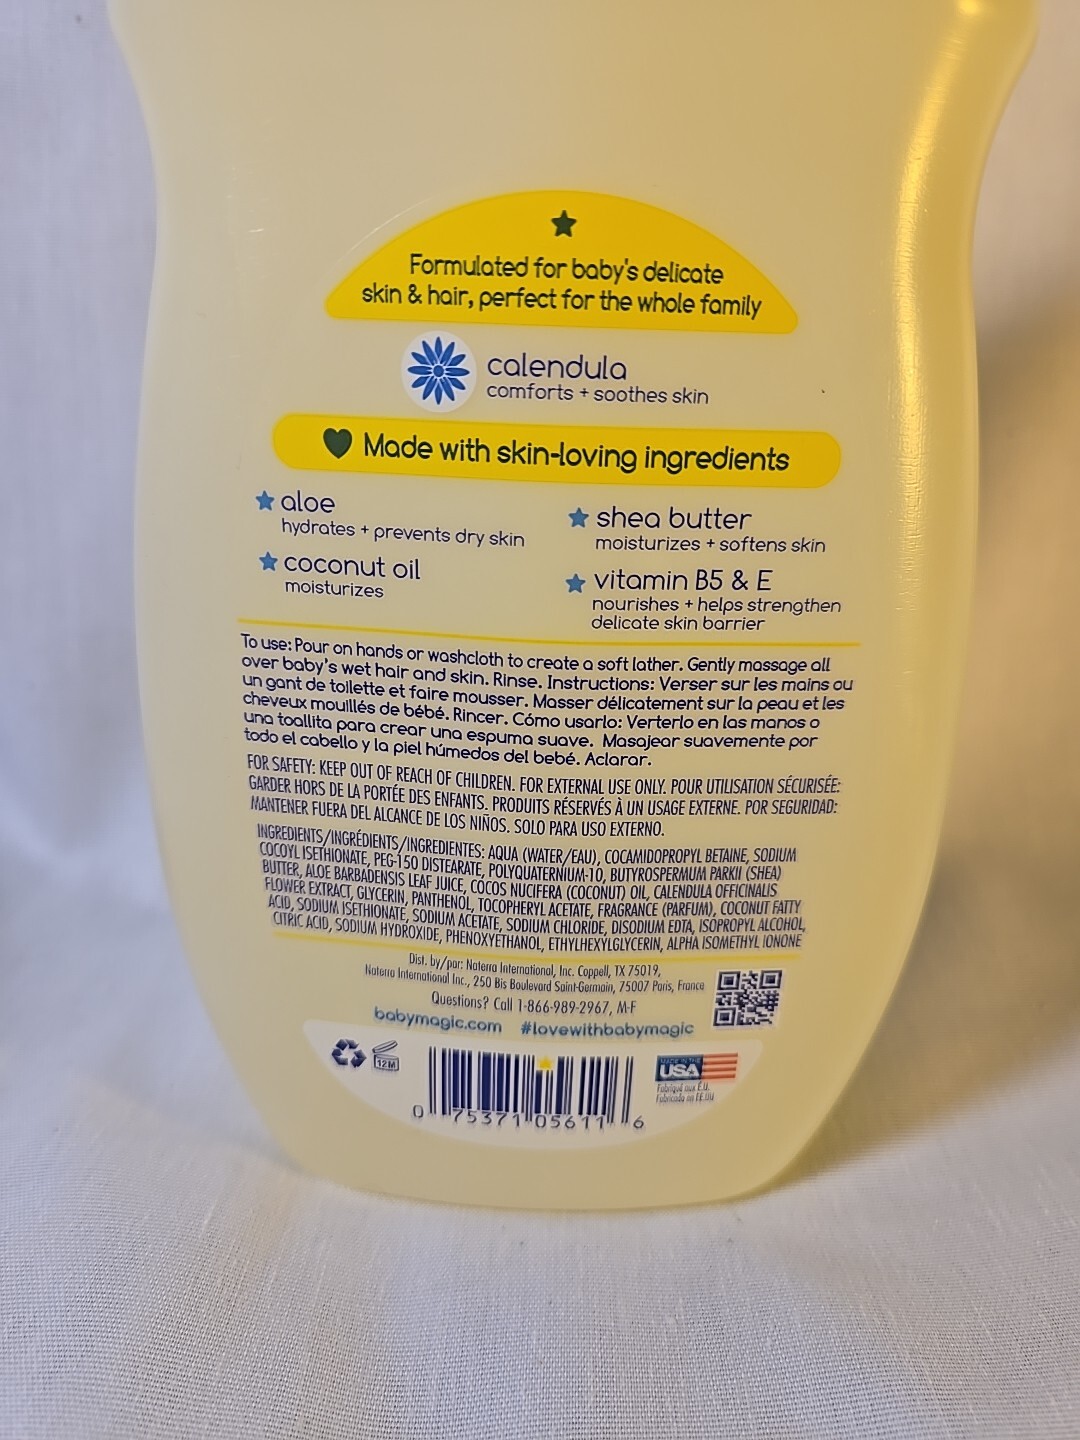 Formulated for baby's delicate
skin & hair, perfect for the whole family
calendula
comforts + soothes skin
Made with skin-loving ingredients
aloe
hydrates + prevents dry skin
coconut oil
moisturizes
shea butter
moisturizes + softens skin
vitamin B5 & E
nourishes + helps strengthen
delicate skin barrier
To use: Pour on hands or washcloth to create a soft lather. Gently massage all
over baby's wet hair and skin. Rinse. Instructions: Verser sur les mains ou
un gant de toilette et faire mousser. Masser délicatement sur la peau et les
cheveux mouillés de bébé. Rincer. Cómo usarlo: Verterlo en las manos o
una toallita para crear una espuma suave. Masajear suavemente por
todo el cabello y la piel húmedos del bebé. Aclarar.
FOR SAFETY: KEEP OUT OF REACH OF CHILDREN. FOR EXTERNAL USE ONLY. POUR UTILISATION SÉCURISÉE:
GARDER HORS DE LA PORTÉE DES ENFANTS. PRODUITS RÉSERVÉS À UN USAGE EXTERNE. POR SEGURIDAD:
MANTENER FUERA DEL ALCANCE DE LOS NIÑOS. SOLO PARA USO EXTERNO.
INGREDIENTS/INGRÉDIENTS/INGREDIENTES: AQUA (WATER/EAU), COCAMIDOPROPYL BETAINE, SODIUM
COCOYL ISETHIONATE, PEG-150 DISTEARATE, POLYQUATERNIUM-10, BUTYROSPERMUM PARKII (SHEA)
BUTTER, ALOE BARBADENSIS LEAF JUICE, COCOS NUCIFERA (COCONUT) OIL, CALENDULA OFFICINALIS
FLOWER EXTRACT, GLYCERIN, PANTHENOL, TOCOPHERYL ACETATE, FRAGRANCE (PARFUM), COCONUT FATTY
ACID, SODIUM ISETHIONATE, SODIUM ACETATE, SODIUM CHLORIDE, DISODIUM EDTA, ISOPROPYL ALCOHOL,
CITRIC ACID, SODIUM HYDROXIDE, PHENOXYETHANOL, ETHYLHEXYLGLYCERIN, ALPHA ISOMETHYL IONONE
Dist. by/par: Naterra International, Inc. Coppell, TX 75019,
Naterra International Inc., 250 Bis Boulevard Saint-Germain, 75007 Paris, France
Questions? Call 1-866-989-2967, M-F
babymagic.com #lovewithbabymagic
12M
MADE IN THE
USA
Fabriqué aux É.U.
Fabricado en EE.UU
0 75371 05611 6